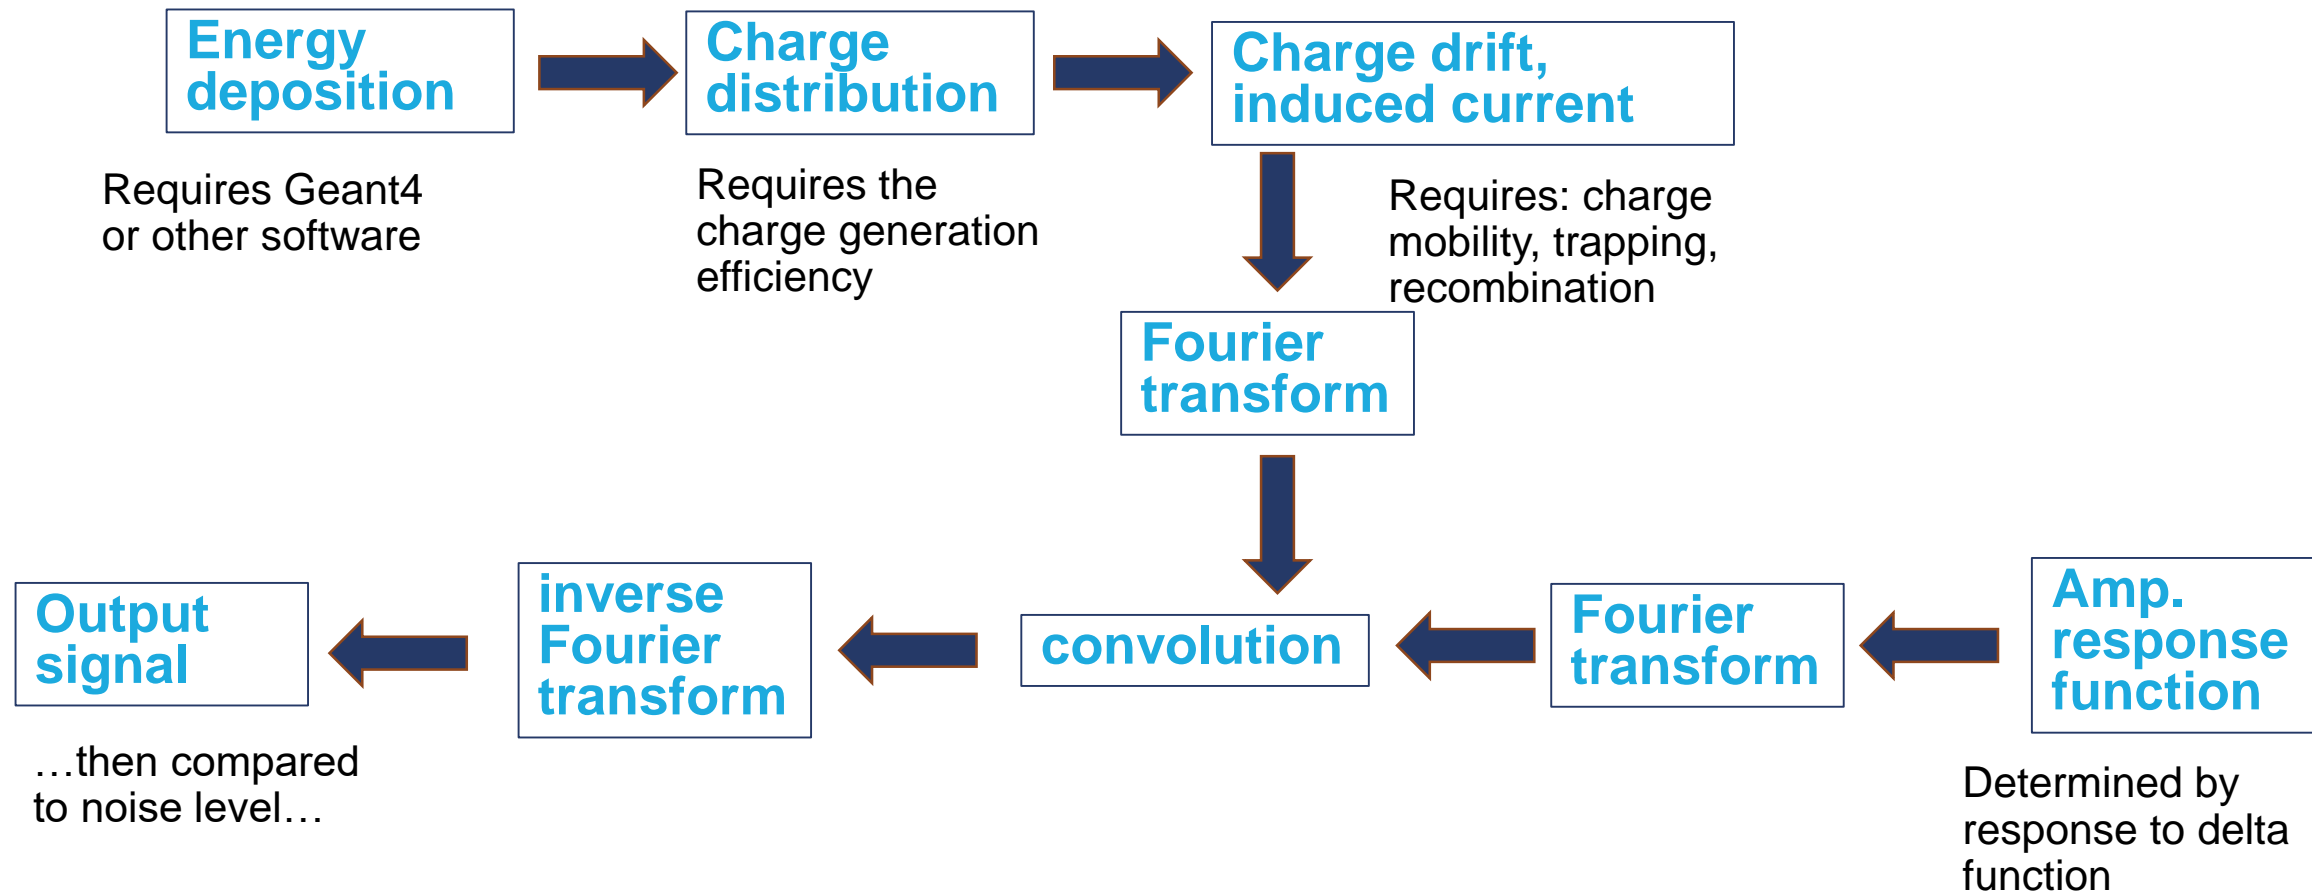 Energy
deposition
Charge
distribution
Charge drift,
induced current
Requires Geant4
or other software
Requires the
charge generation
efficiency
Requires: charge
mobility, trapping,
recombination
Fourier
transform
Output
signal
inverse
Fourier
transform
convolution
Fourier
transform
Amp.
response
function
…then compared
to noise level…
Determined by
response to delta
function